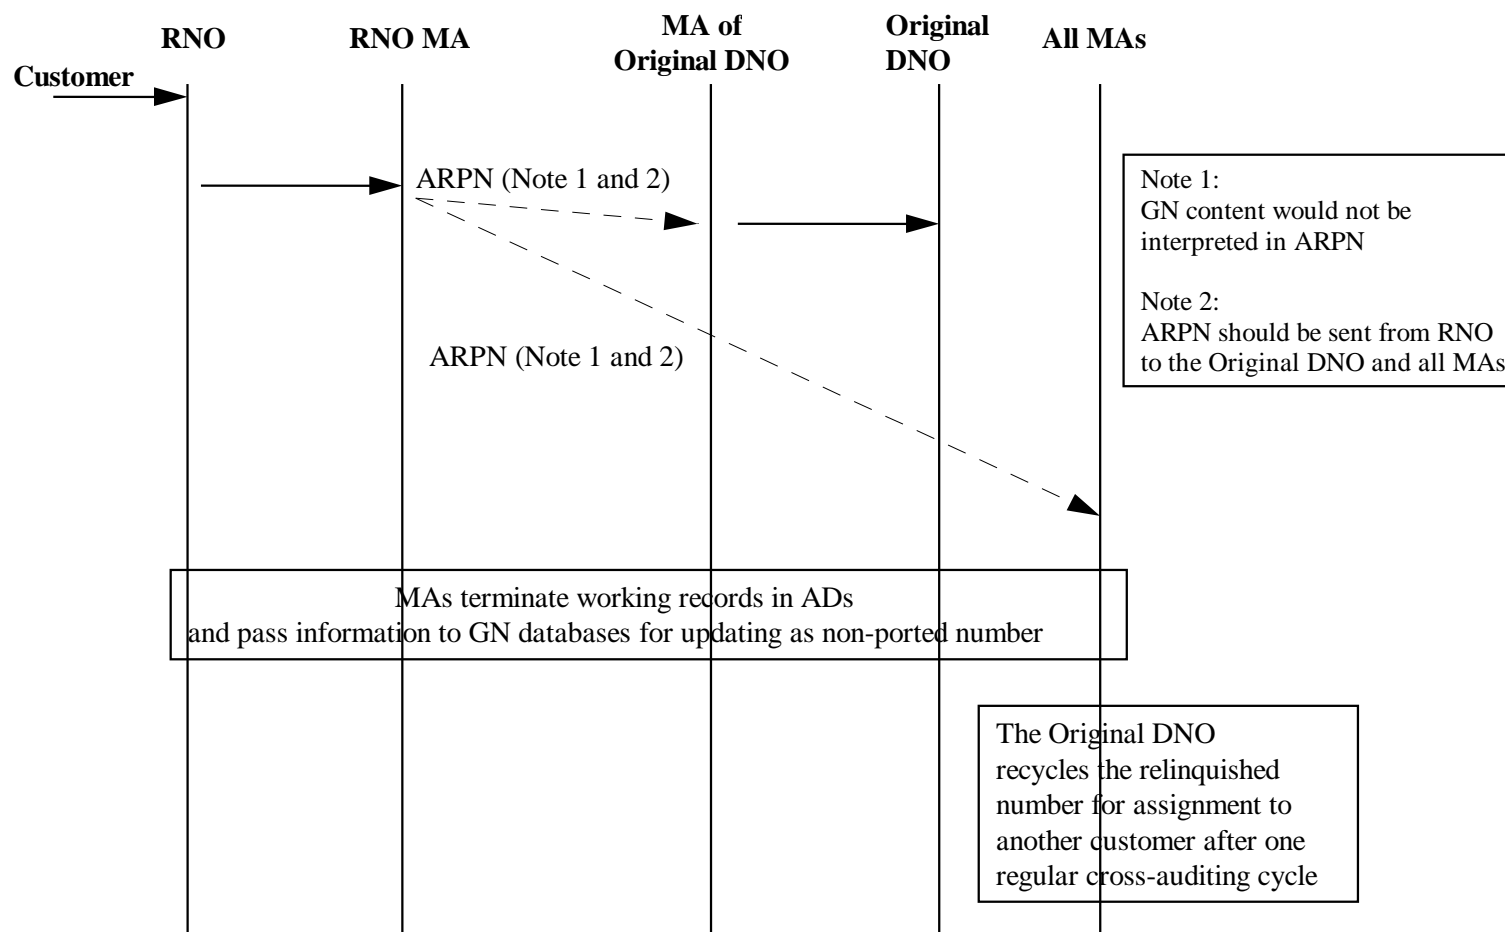 RNO
RNO MA
MA of
Original DNO
Original
DNO
All MAs
Customer
ARPN (Note 1 and 2)
Note 1:
GN content would not be
interpreted in ARPN
Note 2:
ARPN should be sent from RNO
to the Original DNO and all MAs
ARPN (Note 1 and 2)
MAs terminate working records in ADs
and pass information to GN databases for updating as non-ported number
The Original DNO
recycles the relinquished
number for assignment to
another customer after one
regular cross-auditing cycle